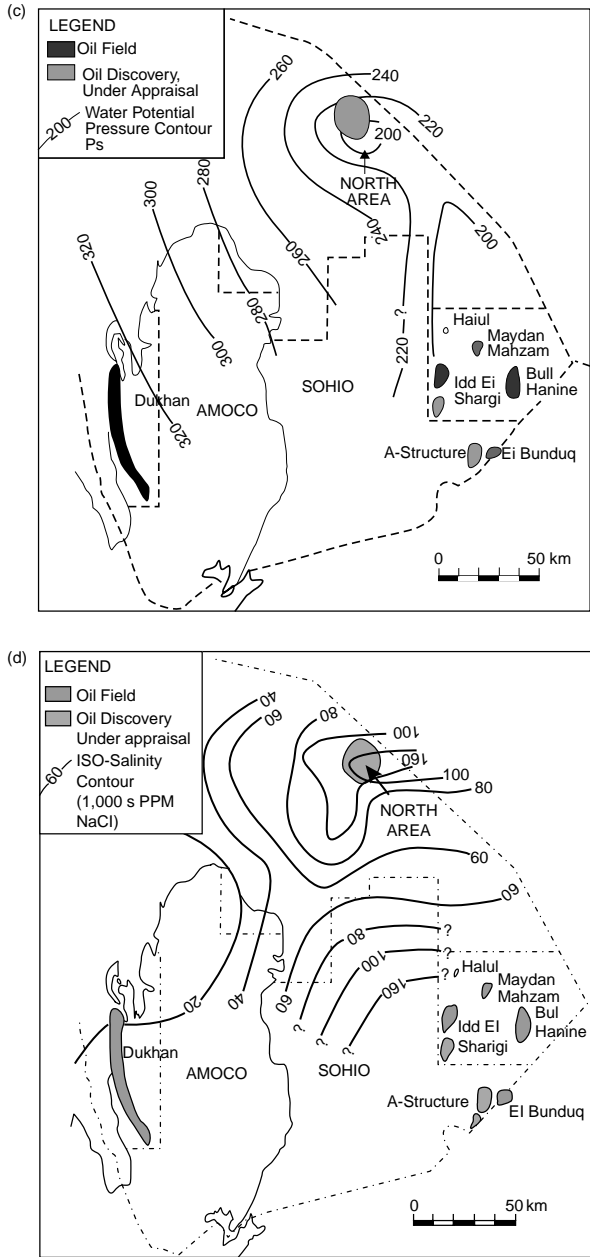 (c)
LEGEND
Oil Field
Oil Discovery,
Under Appraisal
200
Water Potential
Pressure Contour
Ps
260
240
220
200
NORTH
AREA
280
300
320
240
260
200
280
300
220
?
320
Haiul
Maydan
Mahzam
Idd Ei
Shargi
Bull
Hanine
Dukhan
AMOCO
SOHIO
A-Structure
Ei Bunduq
0
50 km
(d)
LEGEND
Oil Field
Oil Discovery
Under appraisal
60
ISO-Salinity
Contour
(1,000 s PPM
NaCl)
40
60
80
100
160
160
100
80
NORTH
AREA
60
60
80
?
100
?
160
?
20
40
60
?
?
?
Halul
Maydan
Mahzam
Idd El
Sharigi
Bul
Hanine
Dukhan
AMOCO
SOHIO
A-Structure
El Bunduq
0
50 km